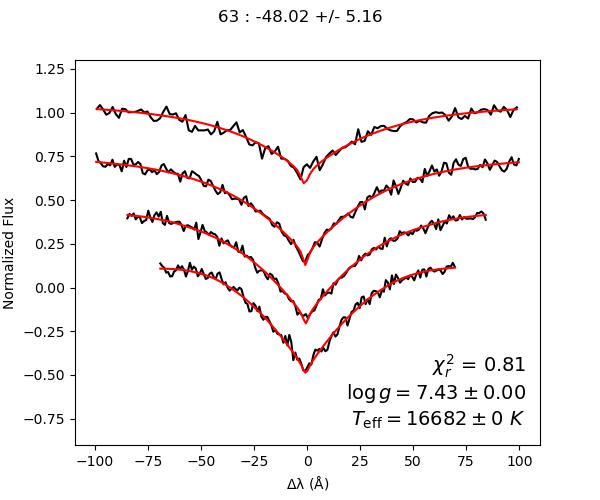 63 : -48.02 +/- 5.16
Normalized Flux
1.25
1.00
0.75
0.50
0.25
0.00
−0.25
−0.50
−0.75
χ²ᵣ = 0.81
log g = 7.43 ± 0.00
T_eff = 16682 ± 0 K
−100 −75 −50 −25 0 25 50 75 100
Δλ (Å)